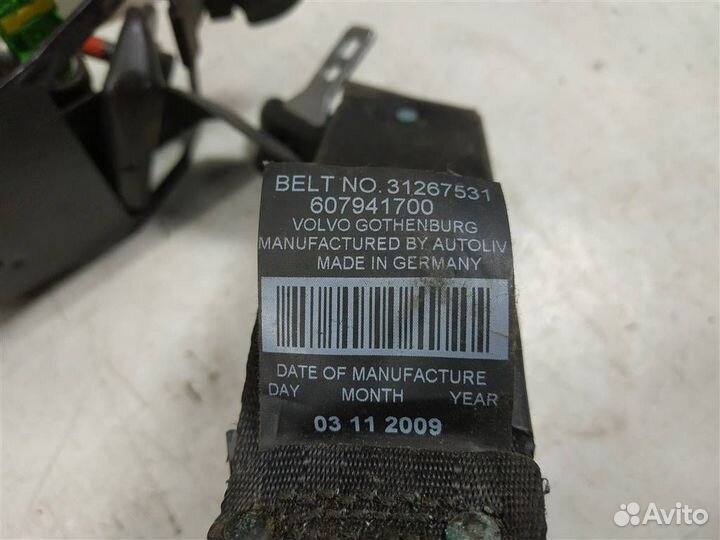 BELT NO. 31267531
607941700
VOLVO GOTHENBURG
MANUFACTURED BY AUTOLIV
MADE IN GERMANY
DATE OF MANUFACTURE
DAY MONTH YEAR
03 11 2009
Avito